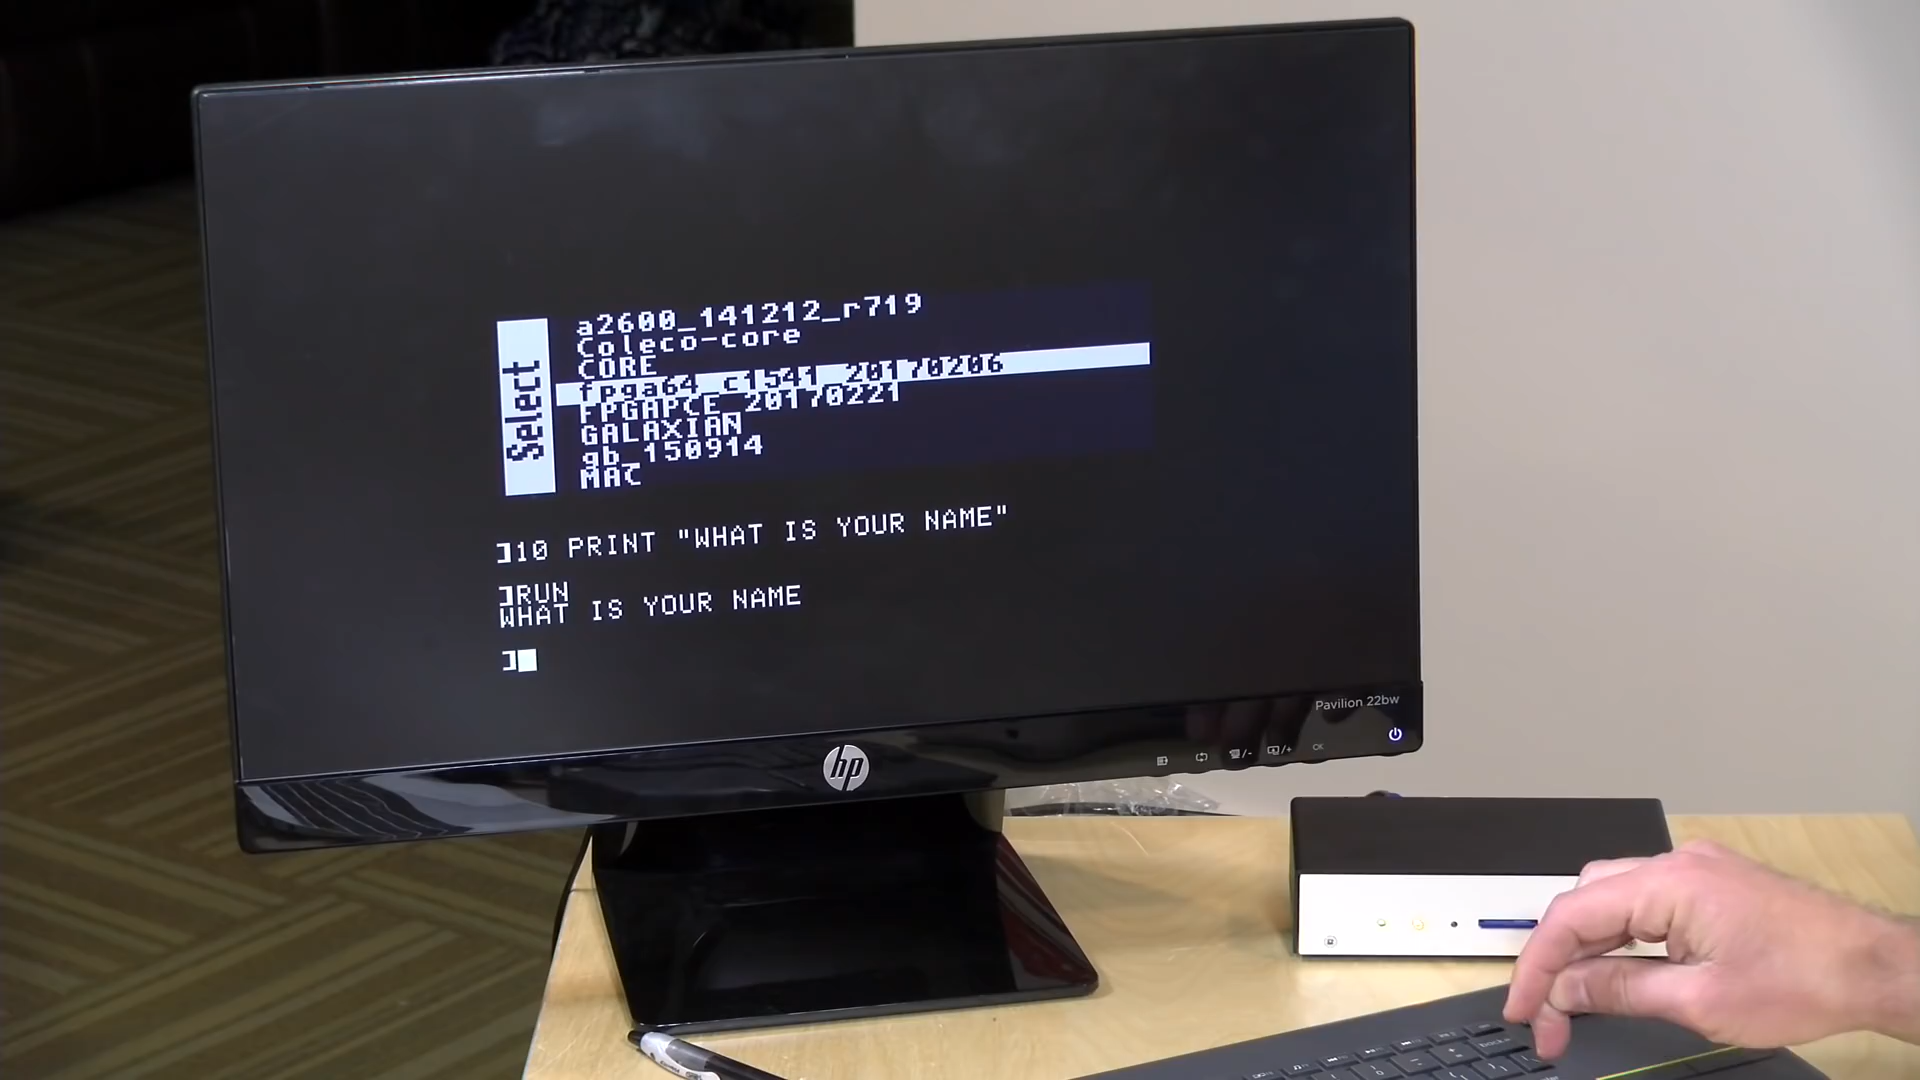 a2600_141212_r719
Coleco-core
CORE
fpga64_c1541_20170206
FPGAPCE_20170221
GALAXIAN
gb_150914
MAC
Select
]10 PRINT "WHAT IS YOUR NAME"
]RUN
WHAT IS YOUR NAME
]
Pavilion 22bw
OK
hp